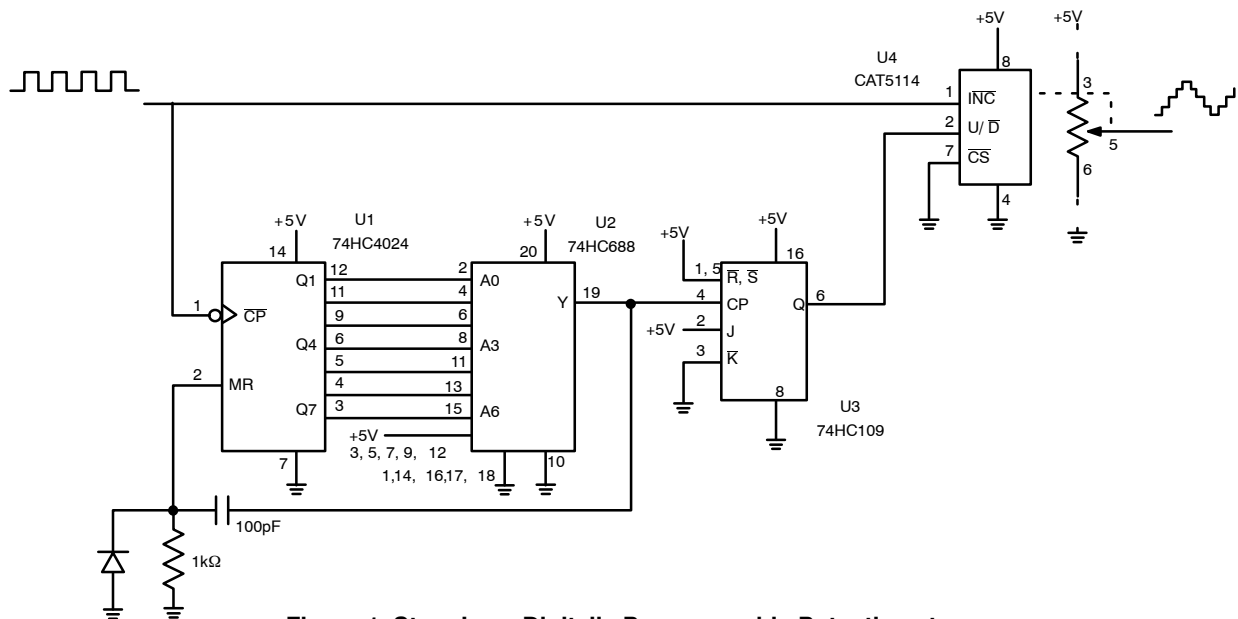 +5V
+5V
U4
CAT5114
8
3
1
INC
2
U/ D
7
CS
5
6
4
+5V
U1
74HC4024
14
+5V
U2
74HC688
20
+5V
+5V
16
Q1
12
2
A0
11
4
9
6
Q4
6
8
A3
5
11
4
13
Q7
3
15
A6
1
CP
2
MR
7
Y
19
1, 5
R, S
4
CP
Q
6
+5V
2
J
3
K
8
U3
74HC109
+5V
3, 5, 7, 9, 12
1,14, 16,17, 18
10
100pF
1kΩ